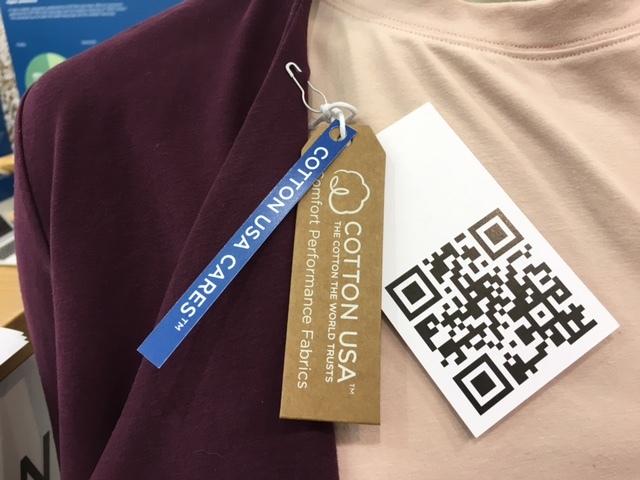 COTTON USA CARES™
COTTON USA™
THE COTTON THE WORLD TRUSTS
Comfort Performance Fabrics